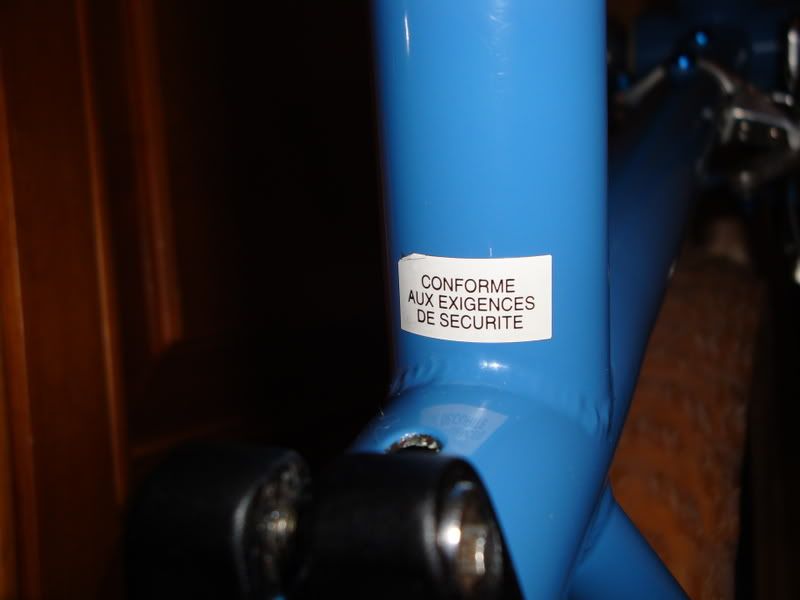 CONFORME
AUX EXIGENCES
DE SECURITE